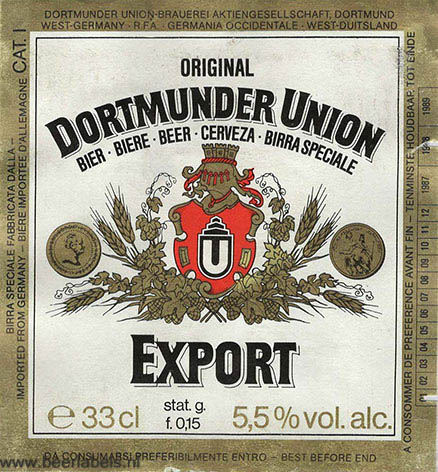 DORTMUNDER UNION-BRAUEREI AKTIENGESELLSCHAFT, DORTMUND
WEST-GERMANY - R.F.A. - GERMANIA OCCIDENTALE - WEST-DUITSLAND
ORIGINAL
DORTMUNDER UNION
BIER · BIERE · BEER · CERVEZA · BIRRA SPECIALE
U
EXPORT
e 33 cl
stat. g.
f. 0,15
5,5% vol. alc.
DA CONSUMARSI PREFERIBILMENTE ENTRO – BEST BEFORE END
BIRRA SPECIALE FABBRICATA DALLA –
IMPORTED FROM GERMANY – BIÈRE IMPORTÉE D'ALLEMAGNE CAT. I
A CONSOMMER DE PREFERENCE AVANT FIN – TENMINSTE HOUDBAAR TOT EINDE
01 02 03 04 05 06 07 08 09 10 11 12 1987 1988 1989
www.beerlabels.nl